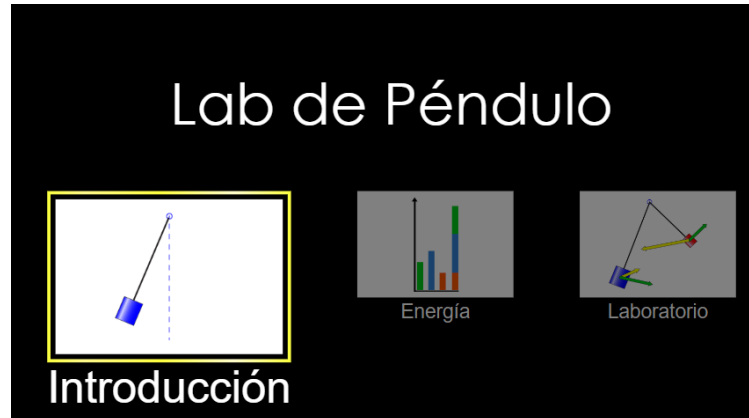 Lab de Péndulo
Energía
Laboratorio
Introducción